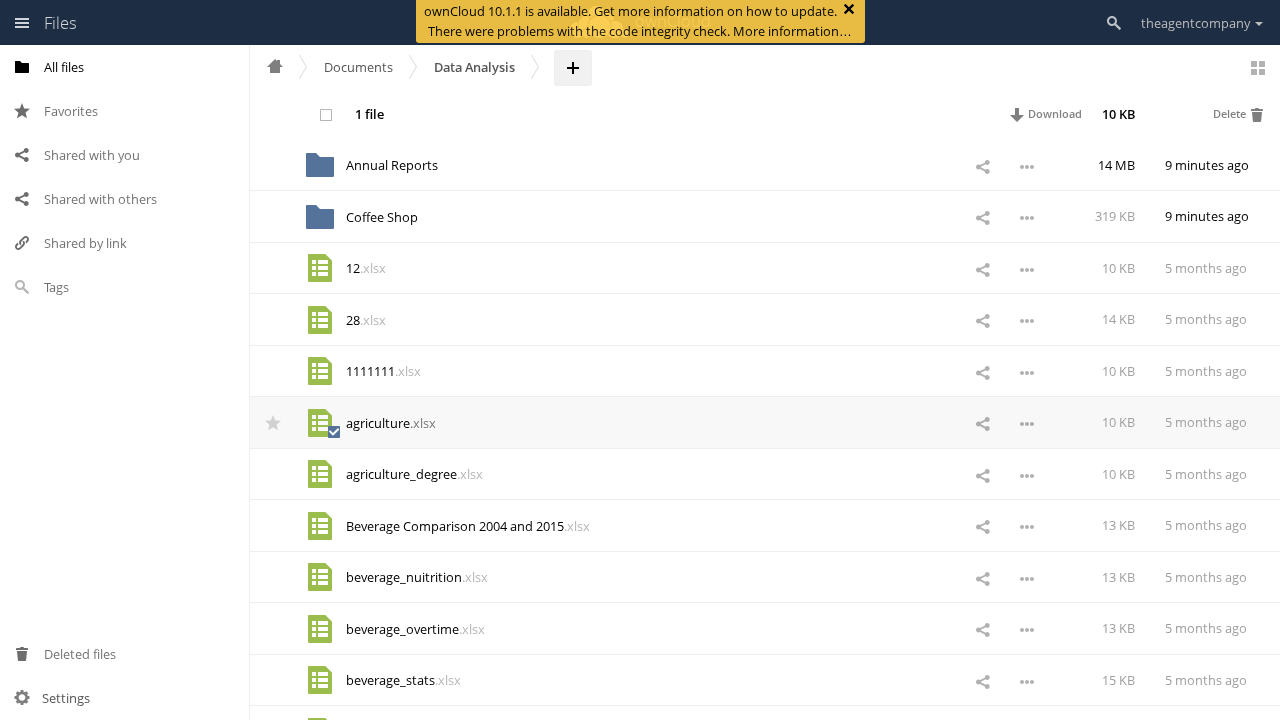 ownCloud 10.1.1 is available. Get more information on how to update.
There were problems with the code integrity check. More information…
Files
theagentcompany
All files
Favorites
Shared with you
Shared with others
Shared by link
Tags
Deleted files
Settings
Documents
Data Analysis
1 file
Download
10 KB
Delete
Annual Reports 14 MB 9 minutes ago
Coffee Shop 319 KB 9 minutes ago
12.xlsx 10 KB 5 months ago
28.xlsx 14 KB 5 months ago
1111111.xlsx 10 KB 5 months ago
agriculture.xlsx 10 KB 5 months ago
agriculture_degree.xlsx 10 KB 5 months ago
Beverage Comparison 2004 and 2015.xlsx 13 KB 5 months ago
beverage_nuitrition.xlsx 13 KB 5 months ago
beverage_overtime.xlsx 13 KB 5 months ago
beverage_stats.xlsx 15 KB 5 months ago